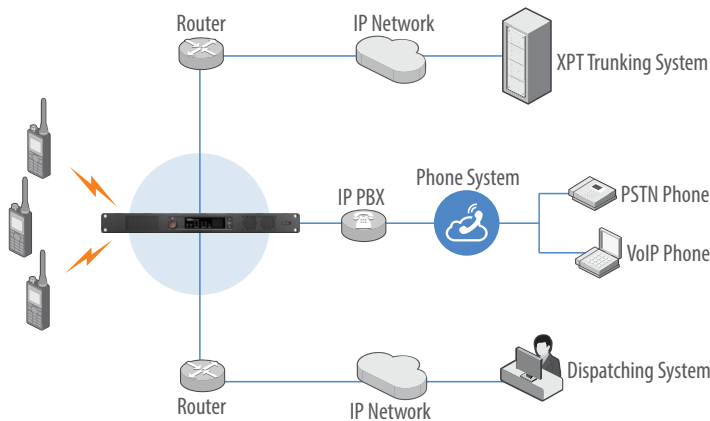 Router
IP Network
XPT Trunking System
IP PBX
Phone System
PSTN Phone
VoIP Phone
Dispatching System
Router
IP Network